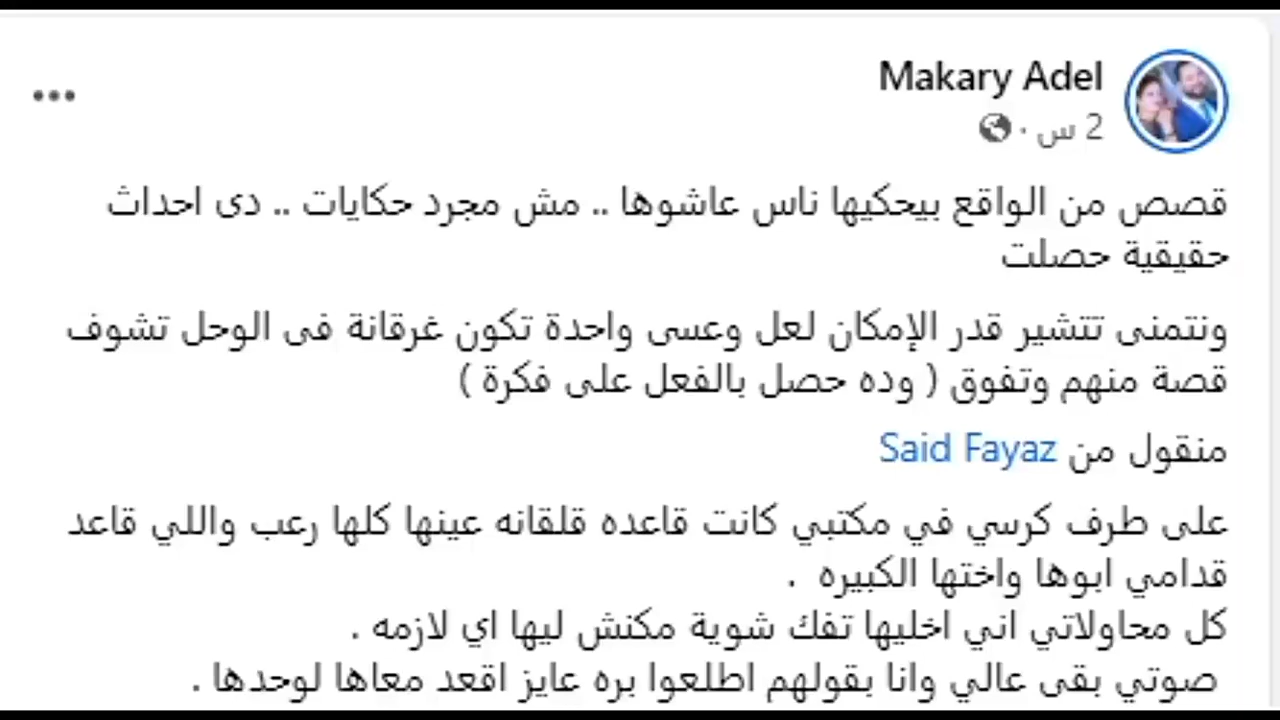 Makary Adel
2 س ·
قصص من الواقع بيحكيها ناس عاشوها .. مش مجرد حكايات .. دى احداث
حقيقية حصلت
ونتمنى تتشير قدر الإمكان لعل وعسى واحدة تكون غرقانة فى الوحل تشوف
قصة منهم وتفوق ( وده حصل بالفعل على فكرة )
منقول من Said Fayaz
على طرف كرسي في مكتبي كانت قاعده قلقانه عينها كلها رعب واللي قاعد
قدامي ابوها واختها الكبيره .
كل محاولاتي اني اخليها تفك شوية مكنش ليها اي لازمه .
صوتي بقى عالي وانا بقولهم اطلعوا بره عايز اقعد معاها لوحدها .